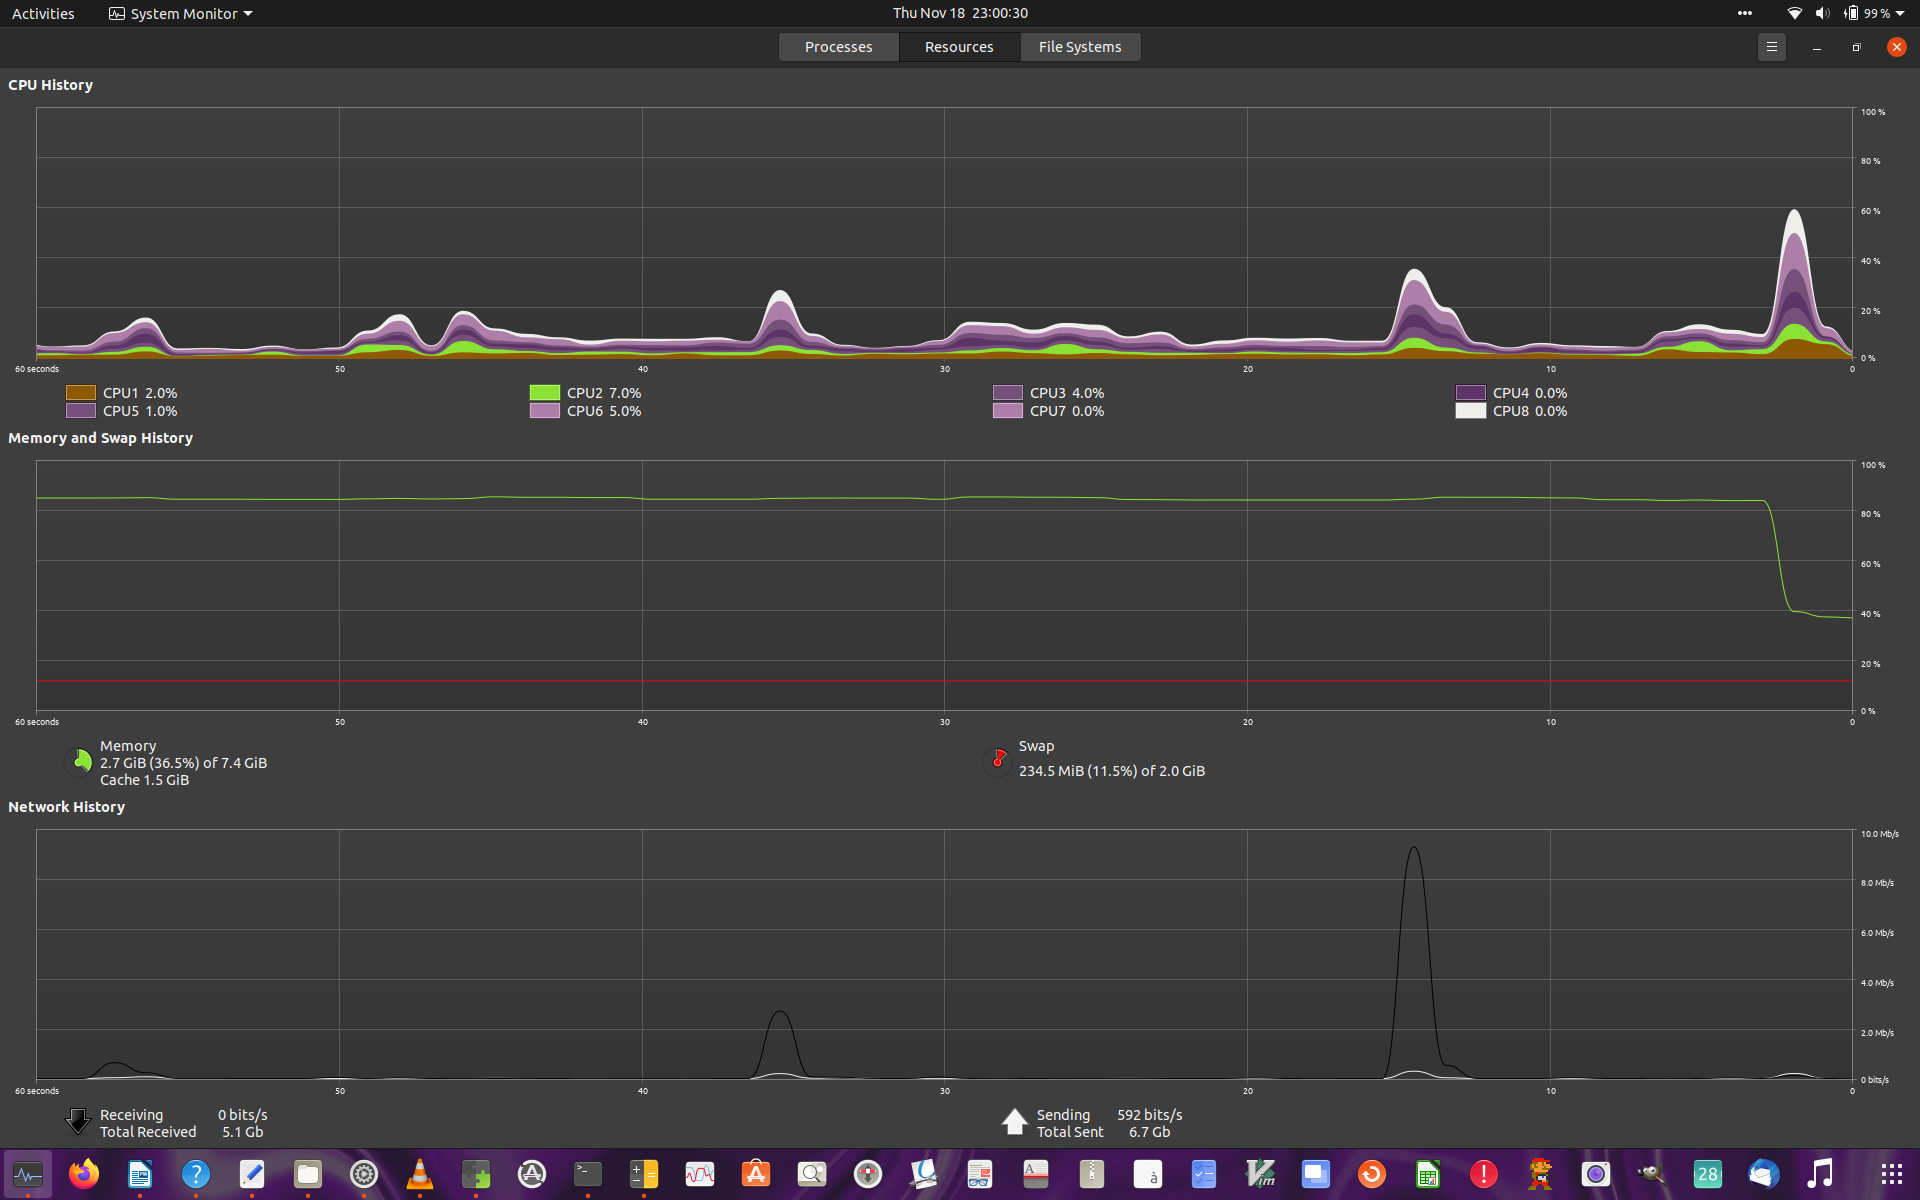 Activities System Monitor Thu Nov 18 23:00:30 99 %
Processes Resources File Systems
CPU History
100 %
80 %
60 %
40 %
20 %
0 %
60 seconds 50 40 30 20 10 0
CPU1 2.0% CPU2 7.0% CPU3 4.0% CPU4 0.0%
CPU5 1.0% CPU6 5.0% CPU7 0.0% CPU8 0.0%
Memory and Swap History
100 %
80 %
60 %
40 %
20 %
0 %
60 seconds 50 40 30 20 10 0
Memory
2.7 GiB (36.5%) of 7.4 GiB
Cache 1.5 GiB
Swap
234.5 MiB (11.5%) of 2.0 GiB
Network History
10.0 Mb/s
8.0 Mb/s
6.0 Mb/s
4.0 Mb/s
2.0 Mb/s
0 bits/s
60 seconds 50 40 30 20 10 0
Receiving 0 bits/s
Total Received 5.1 Gb
Sending 592 bits/s
Total Sent 6.7 Gb
? >_ A à Vim ! 28